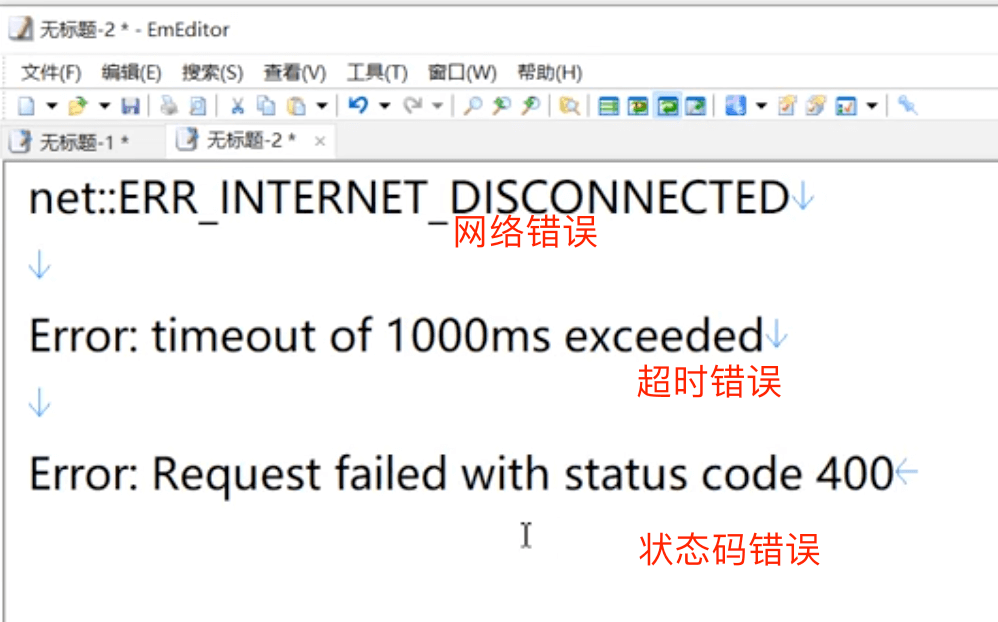 无标题-2 * - EmEditor
文件(F) 编辑(E) 搜索(S) 查看(V) 工具(T) 窗口(W) 帮助(H)
无标题-1 * 无标题-2 * ×
net::ERR_INTERNET_DISCONNECTED↓
网络错误
↓
Error: timeout of 1000ms exceeded↓
超时错误
↓
Error: Request failed with status code 400←
状态码错误